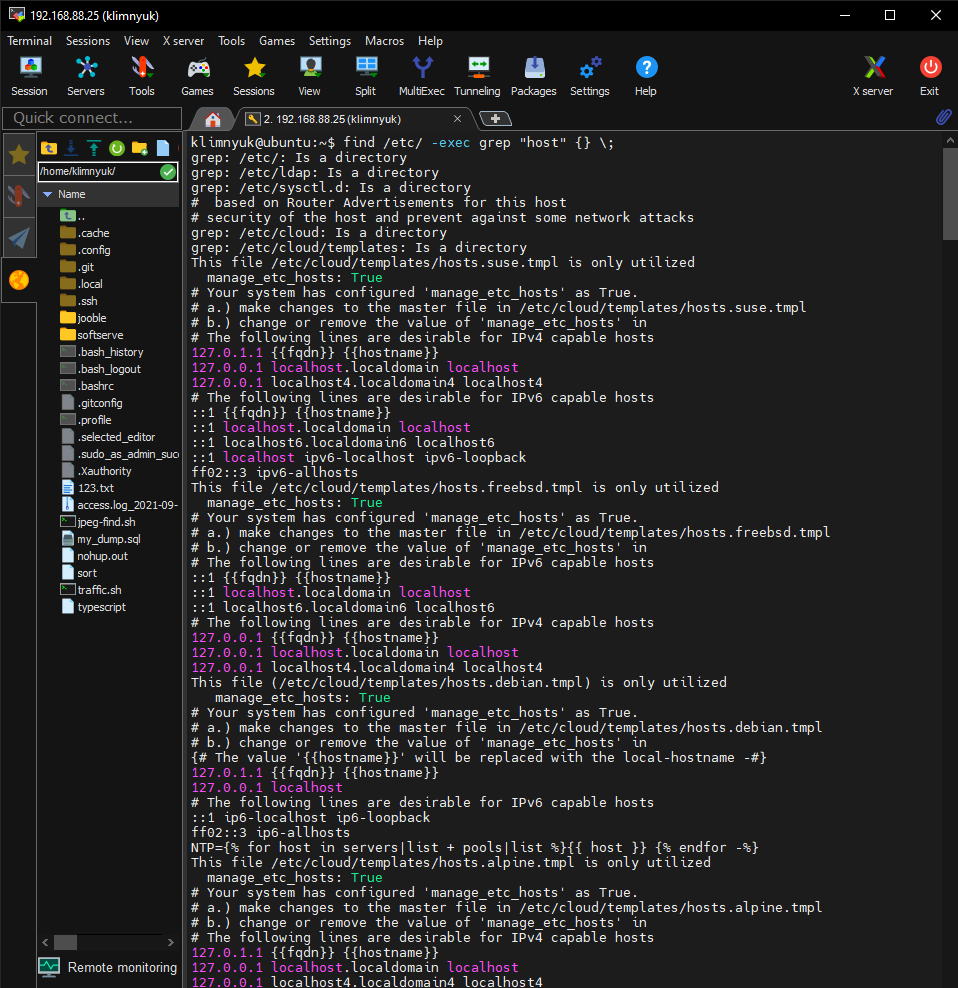 192.168.88.25 (klimnyuk)
Terminal Sessions View X server Tools Games Settings Macros Help
Session Servers Tools Games Sessions View Split MultiExec Tunneling Packages Settings Help X server Exit
Quick connect...
2. 192.168.88.25 (klimnyuk)
/home/klimnyuk/
Name
..
.cache
.config
.git
.local
.ssh
jooble
softserve
.bash_history
.bash_logout
.bashrc
.gitconfig
.profile
.selected_editor
.sudo_as_admin_succ
.Xauthority
123.txt
access.log_2021-09-
jpeg-find.sh
my_dump.sql
nohup.out
sort
traffic.sh
typescript
Remote monitoring
klimnyuk@ubuntu:~$ find /etc/ -exec grep "host" {} \;
grep: /etc/: Is a directory
grep: /etc/ldap: Is a directory
grep: /etc/sysctl.d: Is a directory
#  based on Router Advertisements for this host
# security of the host and prevent against some network attacks
grep: /etc/cloud: Is a directory
grep: /etc/cloud/templates: Is a directory
This file /etc/cloud/templates/hosts.suse.tmpl is only utilized
  manage_etc_hosts: True
# Your system has configured 'manage_etc_hosts' as True.
# a.) make changes to the master file in /etc/cloud/templates/hosts.suse.tmpl
# b.) change or remove the value of 'manage_etc_hosts' in
# The following lines are desirable for IPv4 capable hosts
127.0.1.1 {{fqdn}} {{hostname}}
127.0.0.1 localhost.localdomain localhost
127.0.0.1 localhost4.localdomain4 localhost4
# The following lines are desirable for IPv6 capable hosts
::1 {{fqdn}} {{hostname}}
::1 localhost.localdomain localhost
::1 localhost6.localdomain6 localhost6
::1 localhost ipv6-localhost ipv6-loopback
ff02::3 ipv6-allhosts
This file /etc/cloud/templates/hosts.freebsd.tmpl is only utilized
  manage_etc_hosts: True
# Your system has configured 'manage_etc_hosts' as True.
# a.) make changes to the master file in /etc/cloud/templates/hosts.freebsd.tmpl
# b.) change or remove the value of 'manage_etc_hosts' in
# The following lines are desirable for IPv6 capable hosts
::1 {{fqdn}} {{hostname}}
::1 localhost.localdomain localhost
::1 localhost6.localdomain6 localhost6
# The following lines are desirable for IPv4 capable hosts
127.0.0.1 {{fqdn}} {{hostname}}
127.0.0.1 localhost.localdomain localhost
127.0.0.1 localhost4.localdomain4 localhost4
This file (/etc/cloud/templates/hosts.debian.tmpl) is only utilized
   manage_etc_hosts: True
# Your system has configured 'manage_etc_hosts' as True.
# a.) make changes to the master file in /etc/cloud/templates/hosts.debian.tmpl
# b.) change or remove the value of 'manage_etc_hosts' in
{# The value '{{hostname}}' will be replaced with the local-hostname -#}
127.0.1.1 {{fqdn}} {{hostname}}
127.0.0.1 localhost
# The following lines are desirable for IPv6 capable hosts
::1 ip6-localhost ip6-loopback
ff02::3 ip6-allhosts
NTP={% for host in servers|list + pools|list %}{{ host }} {% endfor -%}
This file /etc/cloud/templates/hosts.alpine.tmpl is only utilized
  manage_etc_hosts: True
# Your system has configured 'manage_etc_hosts' as True.
# a.) make changes to the master file in /etc/cloud/templates/hosts.alpine.tmpl
# b.) change or remove the value of 'manage_etc_hosts' in
# The following lines are desirable for IPv4 capable hosts
127.0.1.1 {{fqdn}} {{hostname}}
127.0.0.1 localhost.localdomain localhost
127.0.0.1 localhost4.localdomain4 localhost4